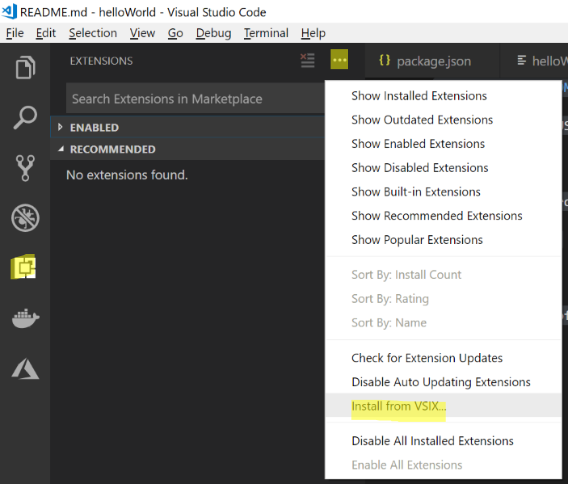 README.md - helloWorld - Visual Studio Code
File Edit Selection View Go Debug Terminal Help
EXTENSIONS
{} package.json
helloW
Search Extensions in Marketplace
ENABLED
RECOMMENDED
No extensions found.
Show Installed Extensions
Show Outdated Extensions
Show Enabled Extensions
Show Disabled Extensions
Show Built-in Extensions
Show Recommended Extensions
Show Popular Extensions
Sort By: Install Count
Sort By: Rating
Sort By: Name
Check for Extension Updates
Disable Auto Updating Extensions
Install from VSIX...
Disable All Installed Extensions
Enable All Extensions